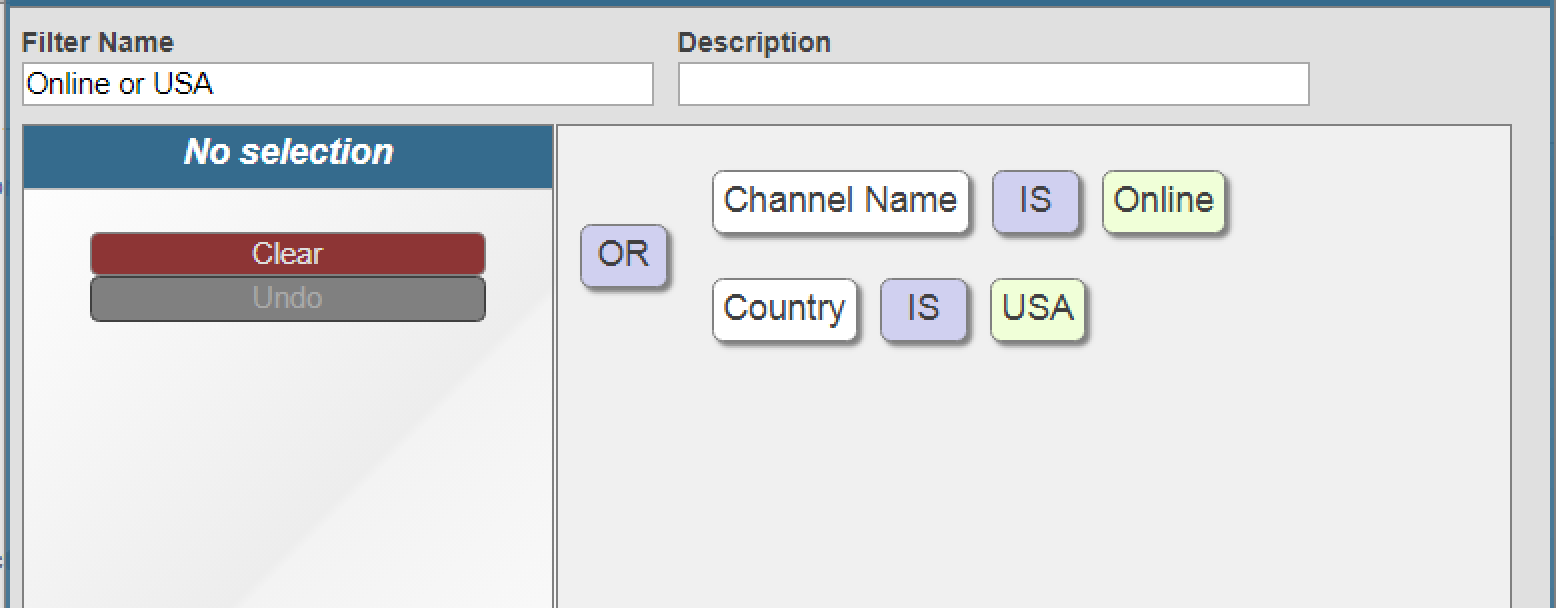 Filter Name
Description
Online or USA
No selection
Clear
Undo
OR
Channel Name IS Online
Country IS USA